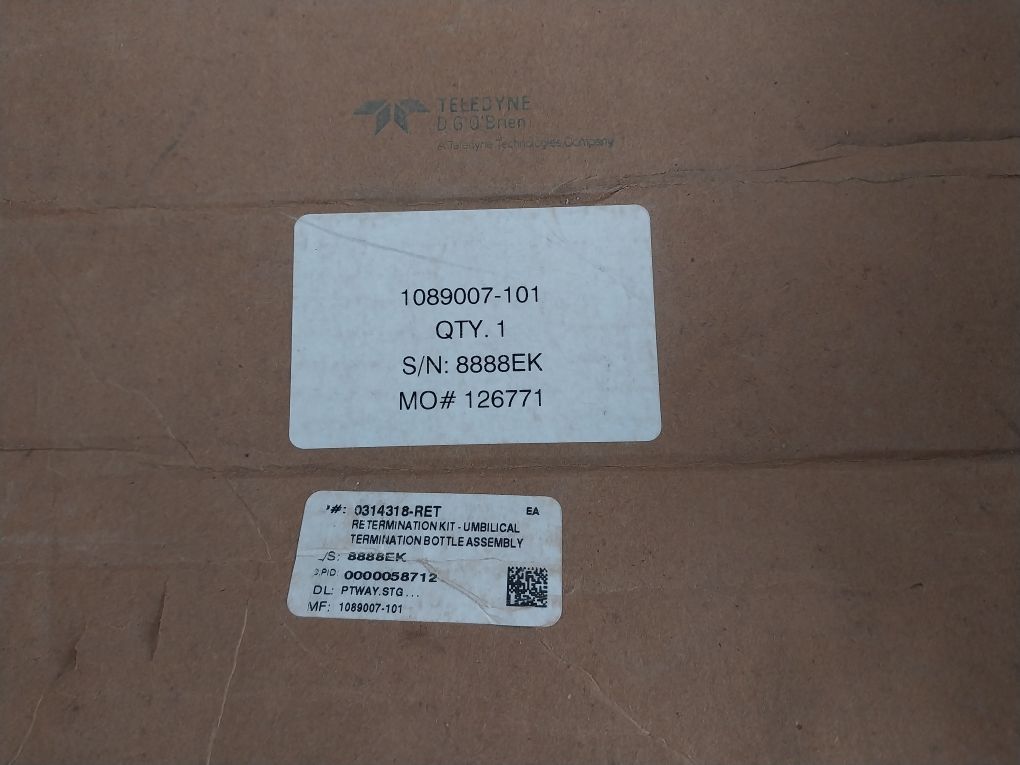 TELEDYNE
D.G.O'Brien
A Teledyne Technologies Company
1089007-101
QTY. 1
S/N: 8888EK
MO# 126771
#: 0314318-RET EA
RETERMINATION KIT - UMBILICAL
TERMINATION BOTTLE ASSEMBLY
/S: 8888EK
PID: 0000058712
DL: PTWAY.STG...
MF: 1089007-101